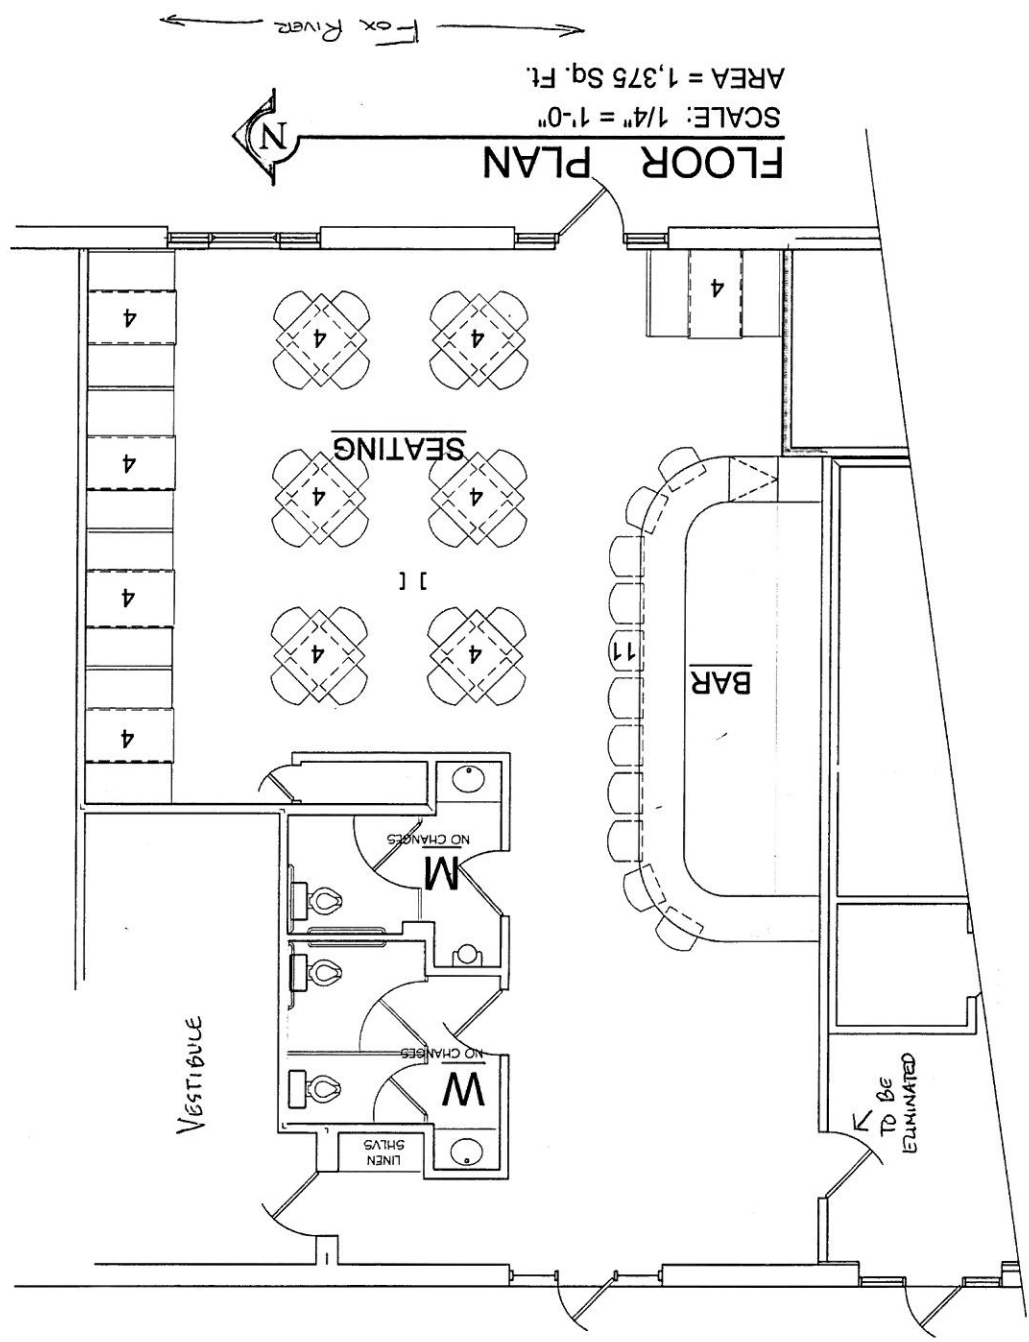 LINEN
SHLVS
TO BE
ELIMINATED
VESTIBULE
W
NO CHANGES
M
NO CHANGES
4
BAR
11
4 4
4
4 4
4
SEATING
4 4
4
4
FLOOR PLAN
SCALE: 1/4" = 1'-0"
AREA = 1,375 Sq. Ft.
N
Fox River